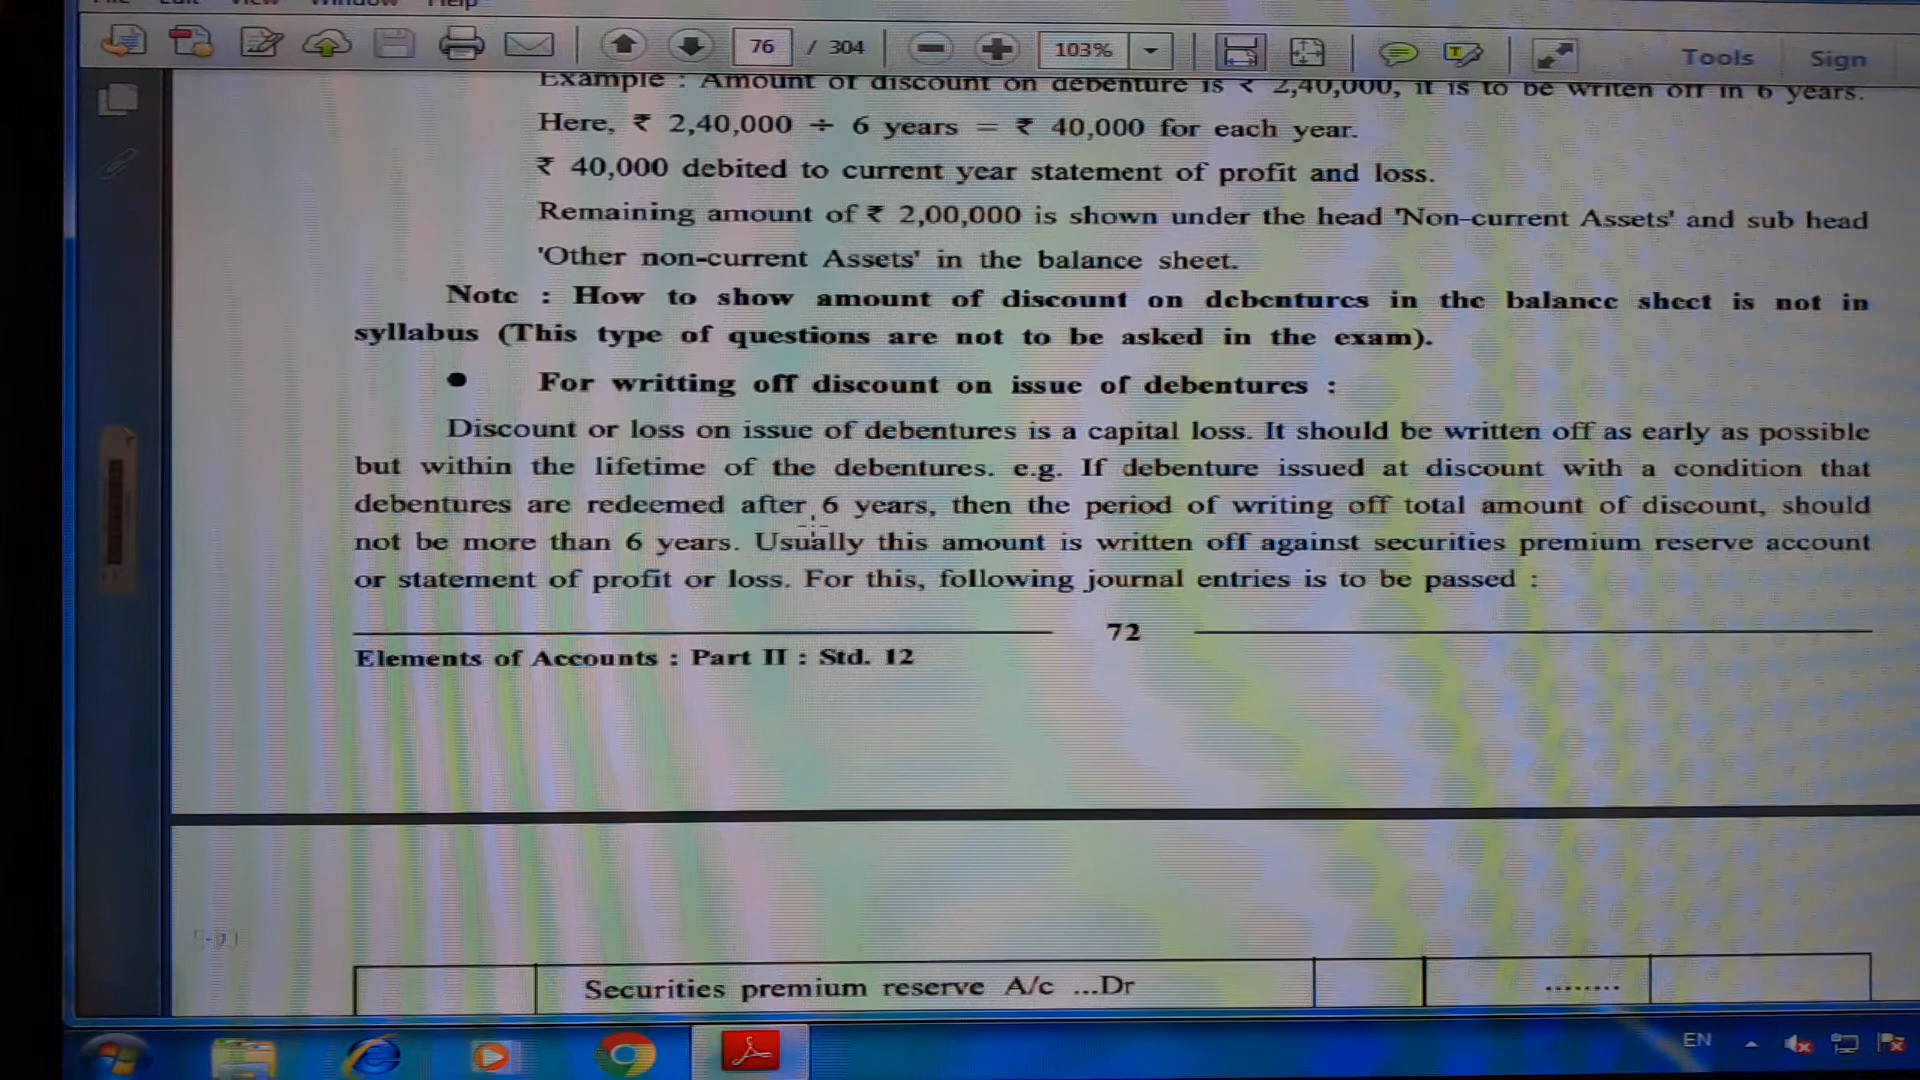 File Edit View Window Help
76 / 304 103% Tools Sign
Example : Amount of discount on debenture is ₹ 2,40,000, it is to be writen off in 6 years.
Here, ₹ 2,40,000 ÷ 6 years = ₹ 40,000 for each year.
₹ 40,000 debited to current year statement of profit and loss.
Remaining amount of ₹ 2,00,000 is shown under the head 'Non-current Assets' and sub head
'Other non-current Assets' in the balance sheet.
Note : How to show amount of discount on debentures in the balance sheet is not in
syllabus (This type of questions are not to be asked in the exam).
● For writting off discount on issue of debentures :
Discount or loss on issue of debentures is a capital loss. It should be written off as early as possible
but within the lifetime of the debentures. e.g. If debenture issued at discount with a condition that
debentures are redeemed after 6 years, then the period of writing off total amount of discount, should
not be more than 6 years. Usually this amount is written off against securities premium reserve account
or statement of profit or loss. For this, following journal entries is to be passed :
72
Elements of Accounts : Part II : Std. 12
Securities premium reserve A/c ...Dr ........
EN